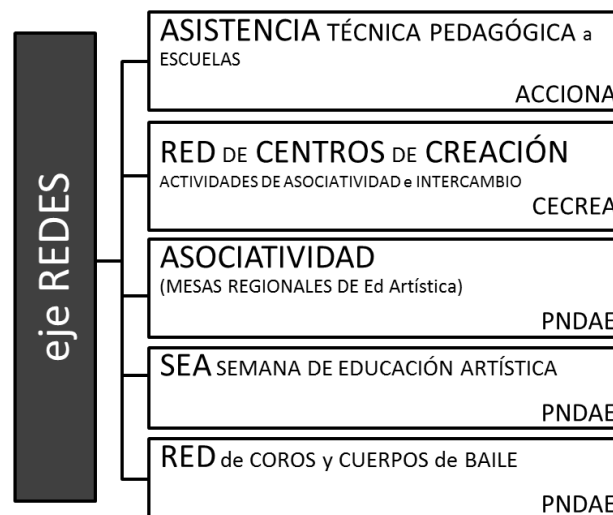 eje REDES
ASISTENCIA TÉCNICA PEDAGÓGICA a
ESCUELAS
ACCIONA
RED DE CENTROS DE CREACIÓN
ACTIVIDADES DE ASOCIATIVIDAD e INTERCAMBIO
CECREA
ASOCIATIVIDAD
(MESAS REGIONALES DE Ed Artística)
PNDAE
SEA SEMANA DE EDUCACIÓN ARTÍSTICA
PNDAE
RED de COROS y CUERPOS de BAILE
PNDAE